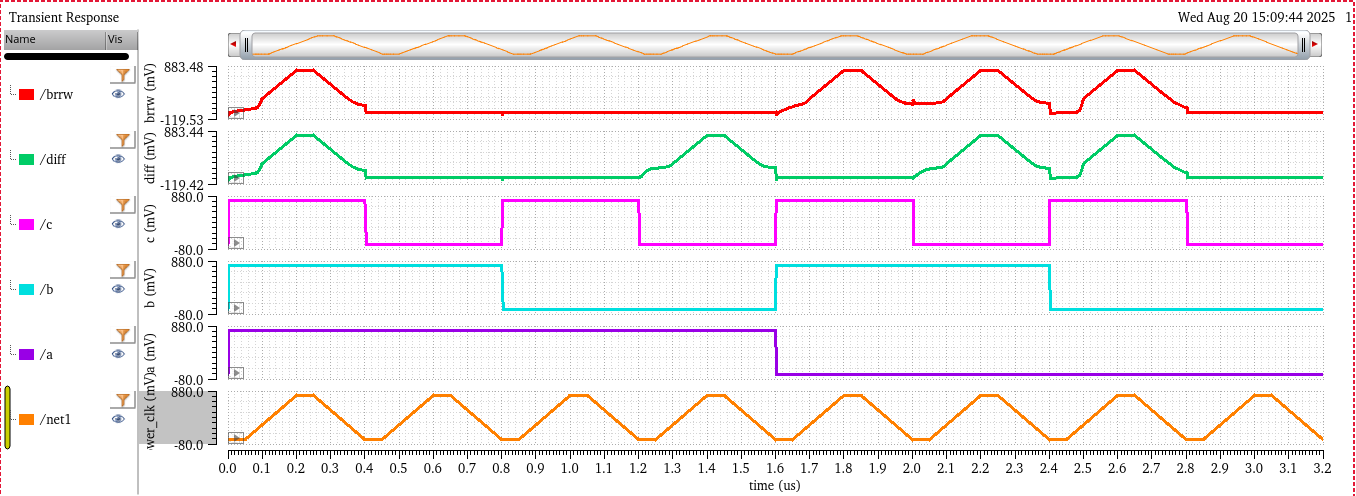 Transient Response
Wed Aug 20 15:09:44 2025 1
Name Vis
/brrw
/diff
/c
/b
/a
/net1
883.48
brrw (mV)
-119.53
883.44
diff (mV)
-119.42
880.0
c (mV)
-80.0
880.0
b (mV)
-80.0
880.0
a (mV)
-80.0
880.0
wer_clk (mV)
-80.0
0.0 0.1 0.2 0.3 0.4 0.5 0.6 0.7 0.8 0.9 1.0 1.1 1.2 1.3 1.4 1.5 1.6 1.7 1.8 1.9 2.0 2.1 2.2 2.3 2.4 2.5 2.6 2.7 2.8 2.9 3.0 3.1 3.2
time (us)